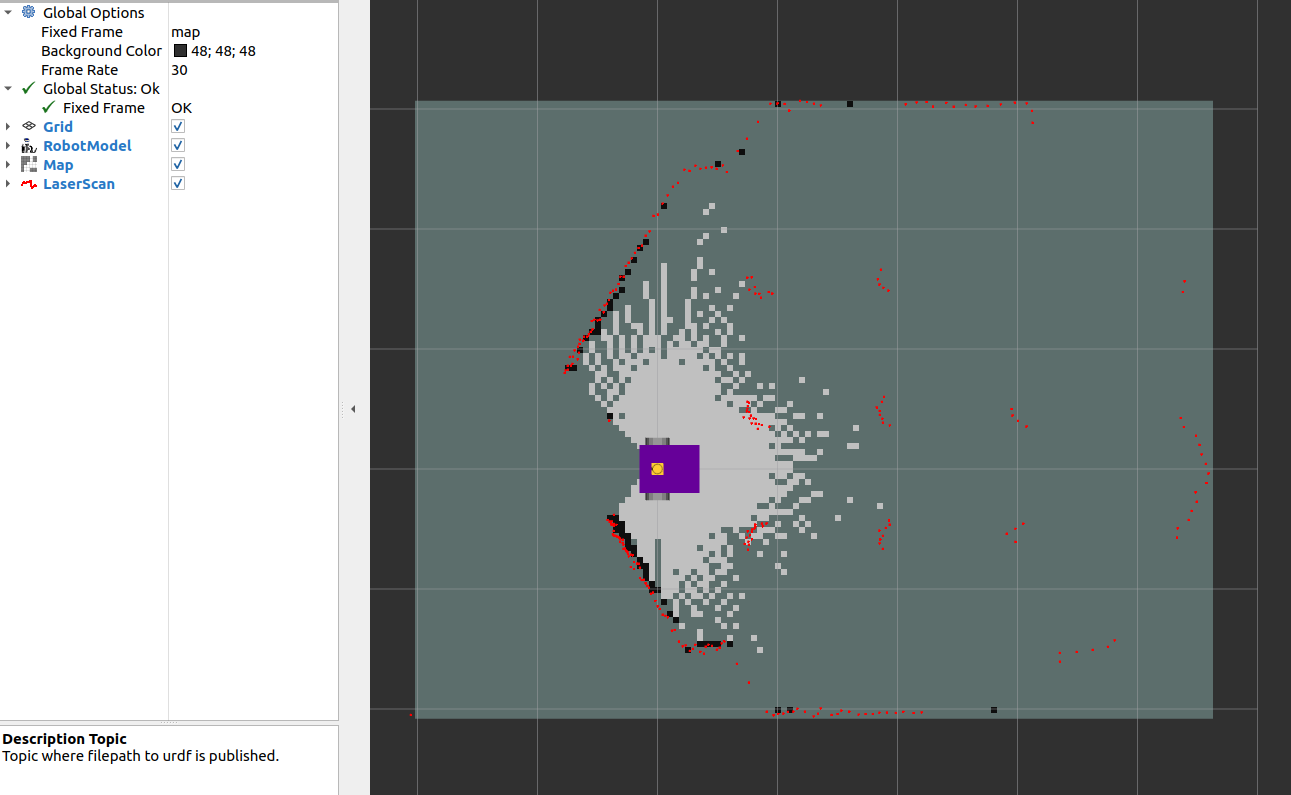 Global Options
Fixed Frame map
Background Color 48; 48; 48
Frame Rate 30
Global Status: Ok
Fixed Frame OK
Grid
RobotModel
Map
LaserScan
Description Topic
Topic where filepath to urdf is published.